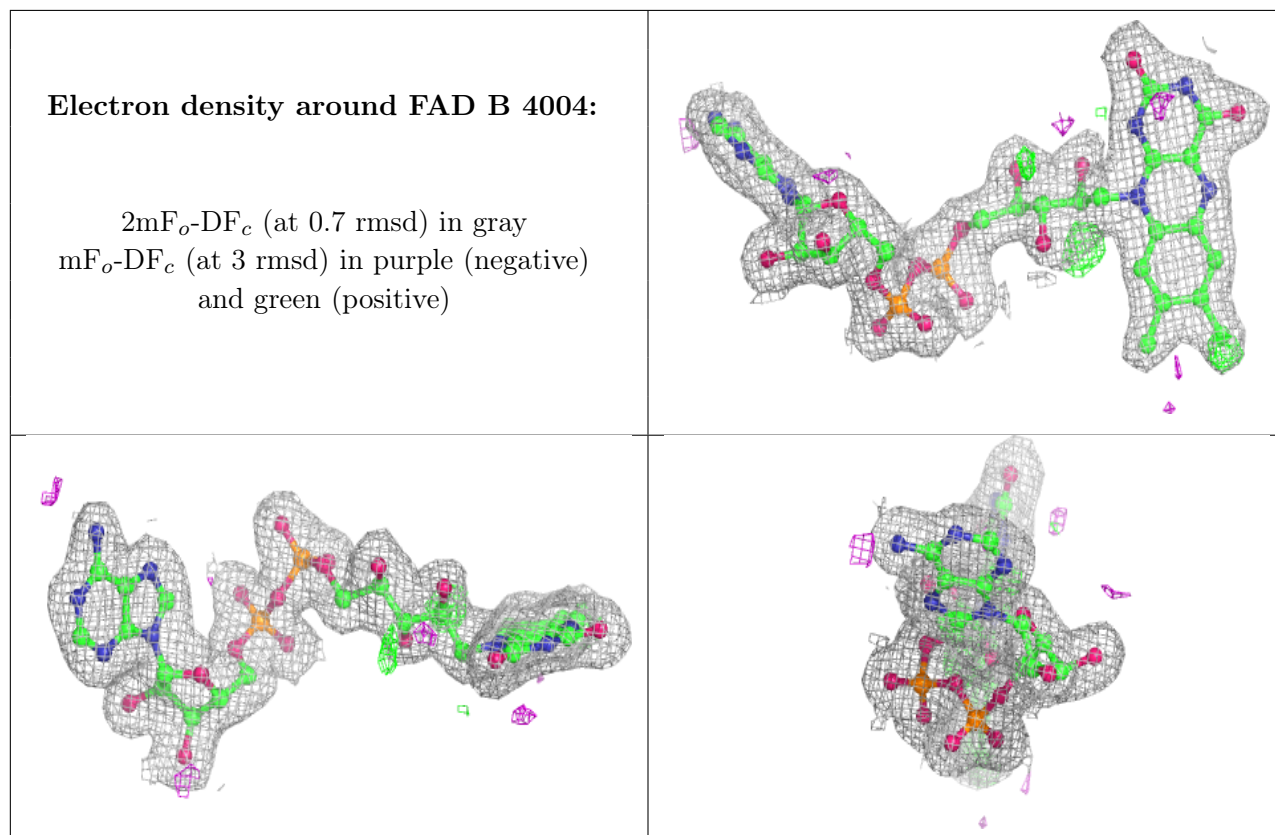 Electron density around FAD B 4004:
2mFo-DFc (at 0.7 rmsd) in gray
mFo-DFc (at 3 rmsd) in purple (negative)
and green (positive)